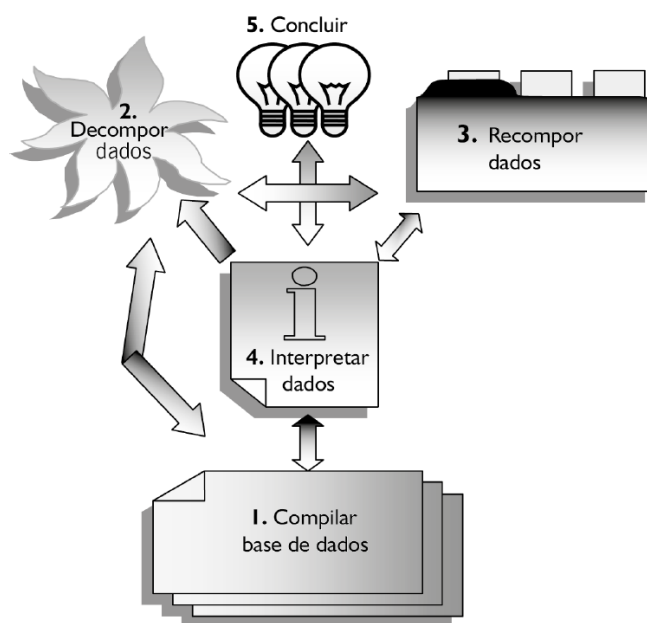 5. Concluir
2.
Decompor
dados
3. Recompor
dados
4. Interpretar
dados
1. Compilar
base de dados